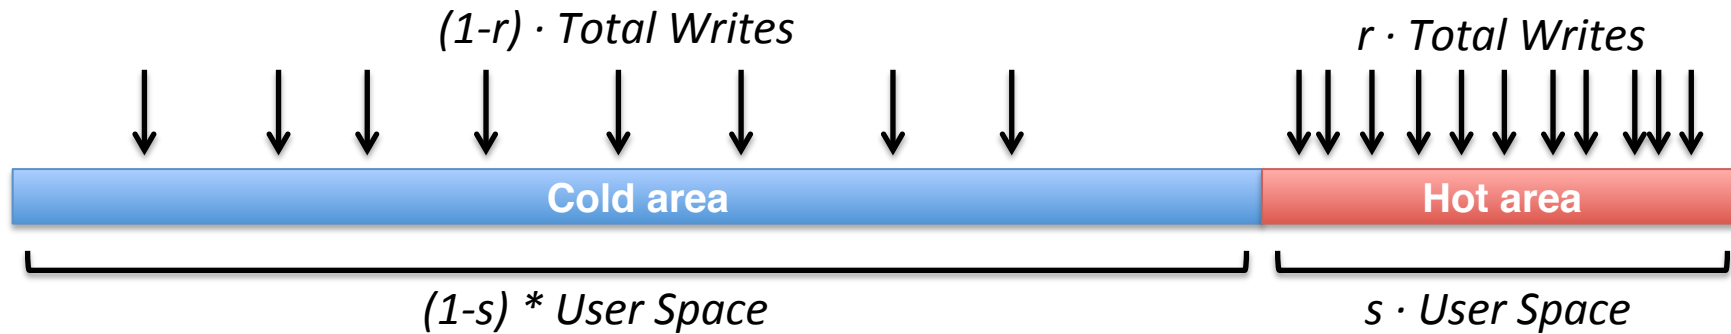 (1-r) · Total Writes
r · Total Writes
Cold area
Hot area
(1-s) * User Space
s · User Space